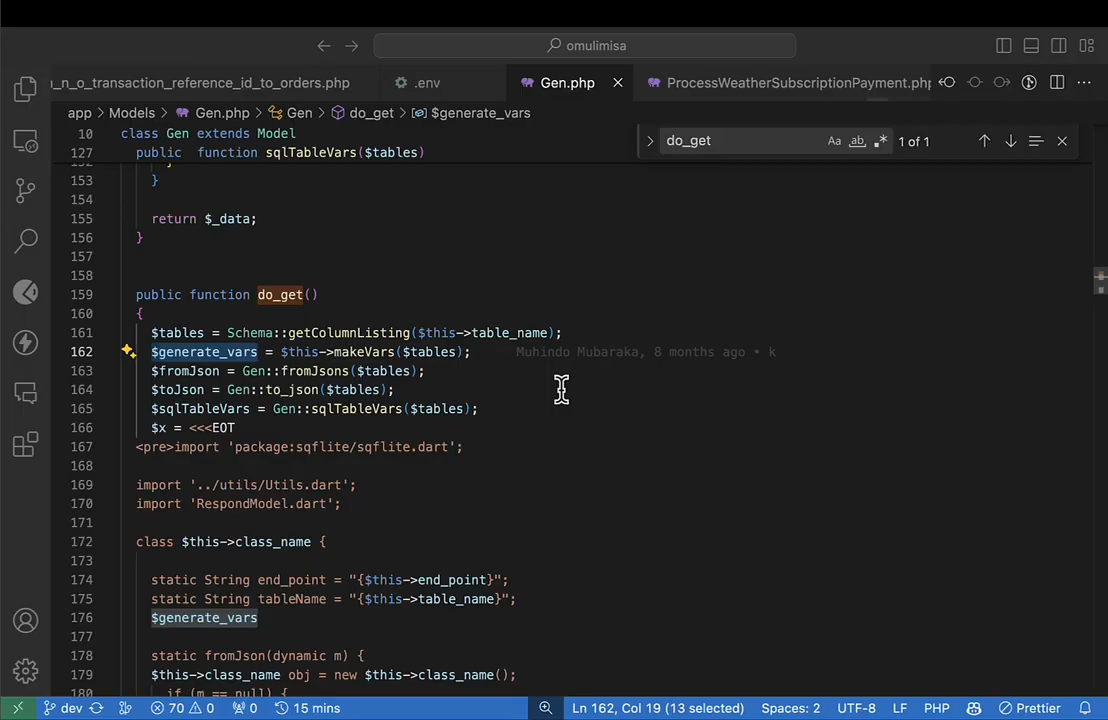 omulimisa
_n_o_transaction_reference_id_to_orders.php
.env
Gen.php
ProcessWeatherSubscriptionPayment.php
app > Models > Gen.php > Gen > do_get > $generate_vars
do_get
Aa
ab
1 of 1
10 class Gen extends Model
127 public function sqlTableVars($tables)
153 }
154
155 return $_data;
156 }
157
158
159 public function do_get()
160 {
161 $tables = Schema::getColumnListing($this->table_name);
162 $generate_vars = $this->makeVars($tables); Muhindo Mubaraka, 8 months ago • k
163 $fromJson = Gen::fromJsons($tables);
164 $toJson = Gen::to_json($tables);
165 $sqlTableVars = Gen::sqlTableVars($tables);
166 $x = <<<EOT
167 <pre>import 'package:sqflite/sqflite.dart';
168
169 import '../utils/Utils.dart';
170 import 'RespondModel.dart';
171
172 class $this->class_name {
173
174 static String end_point = "{$this->end_point}";
175 static String tableName = "{$this->table_name}";
176 $generate_vars
177
178 static fromJson(dynamic m) {
179 $this->class_name obj = new $this->class_name();
180 if (m == null) {
dev
70 0
0
15 mins
Ln 162, Col 19 (13 selected)
Spaces: 2
UTF-8
LF
PHP
Prettier